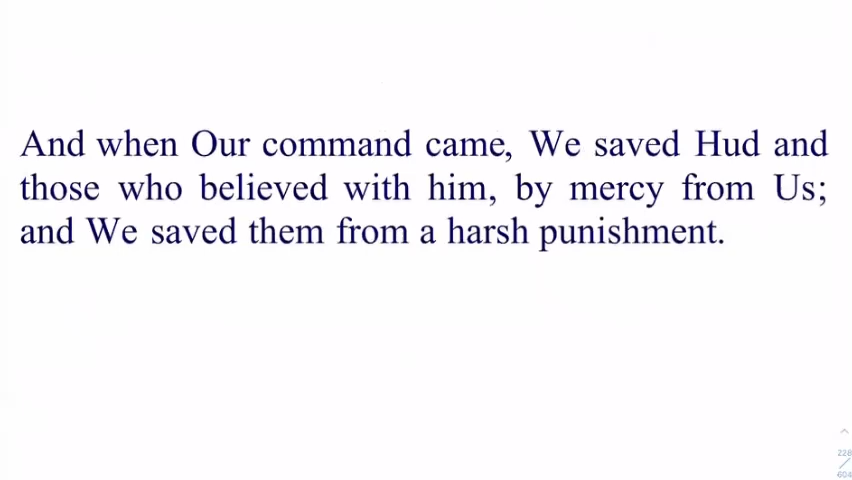 And when Our command came, We saved Hud and
those who believed with him, by mercy from Us;
and We saved them from a harsh punishment.
228
/
604